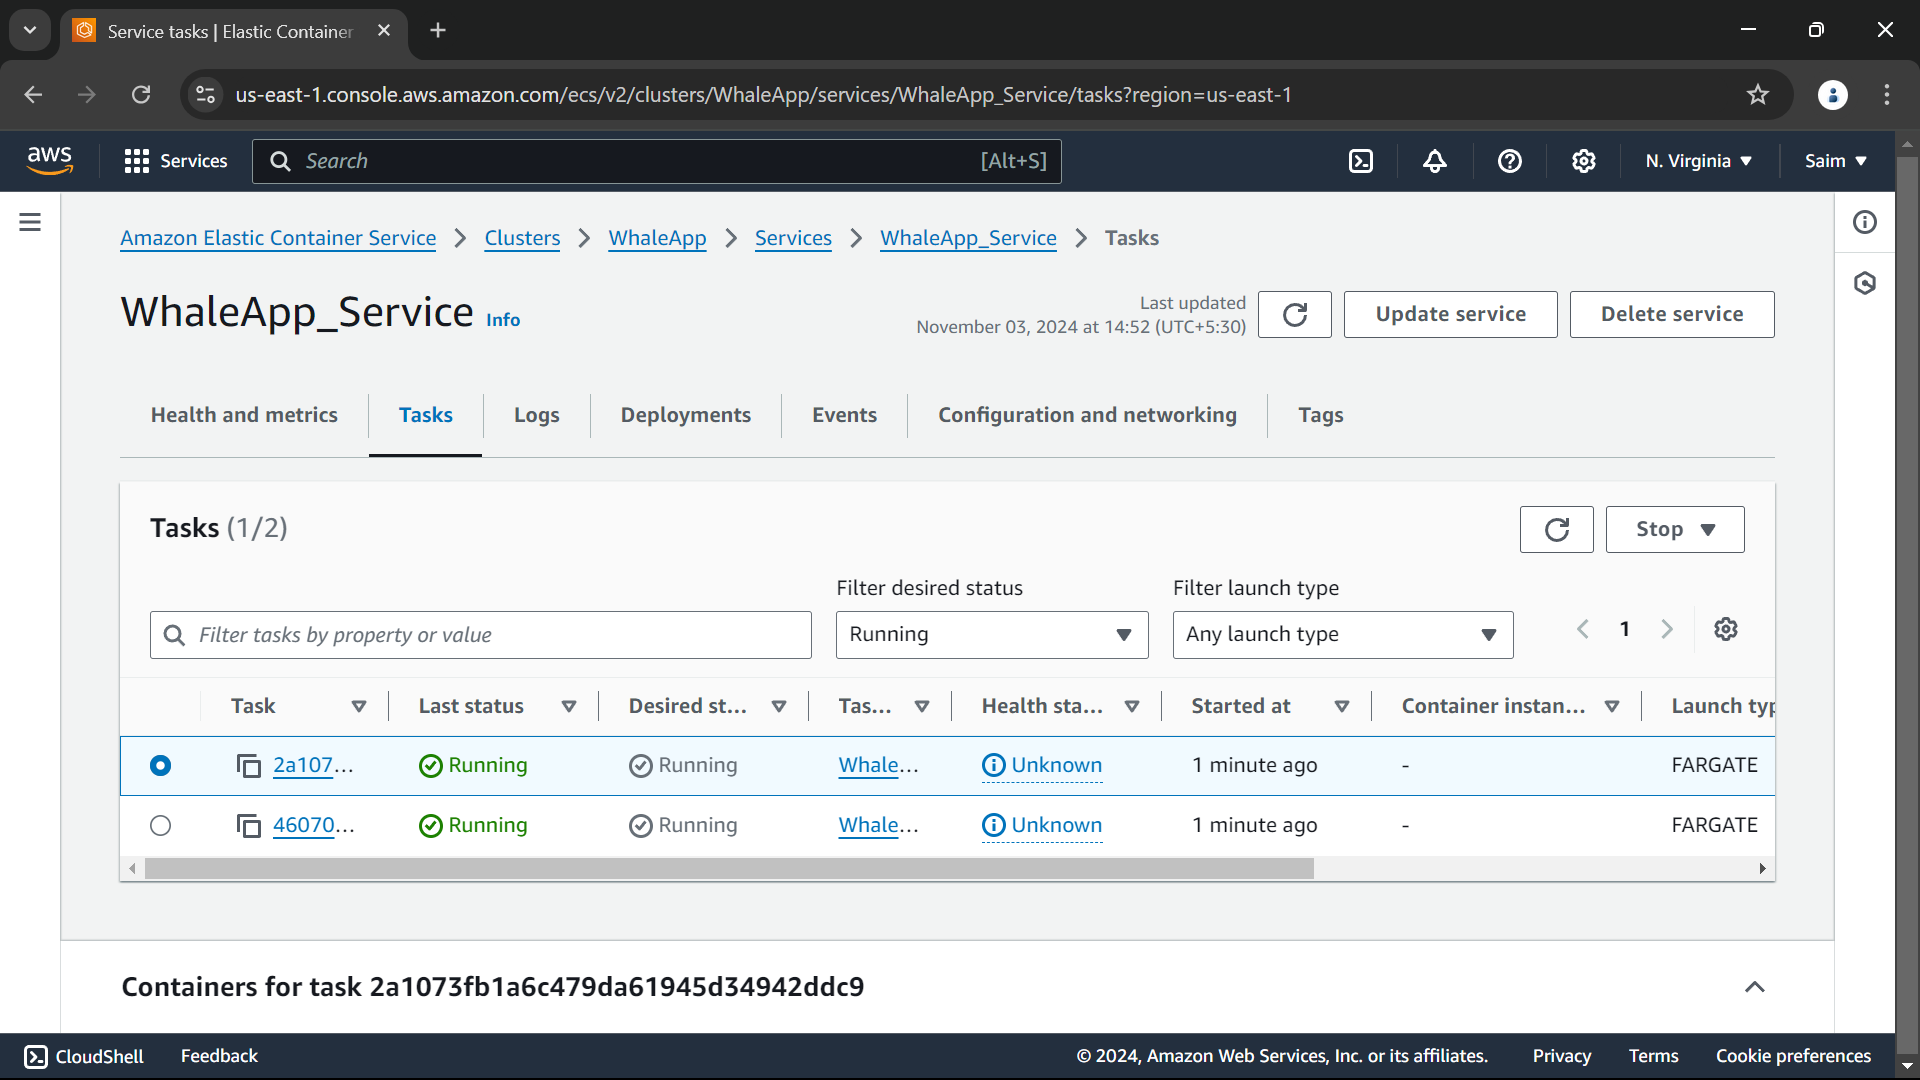 Service tasks | Elastic Container
us-east-1.console.aws.amazon.com/ecs/v2/clusters/WhaleApp/services/WhaleApp_Service/tasks?region=us-east-1
aws Services Search [Alt+S] N. Virginia Saim
Amazon Elastic Container Service Clusters WhaleApp Services WhaleApp_Service Tasks
WhaleApp_Service Info
Last updated
November 03, 2024 at 14:52 (UTC+5:30)
Update service Delete service
Health and metrics Tasks Logs Deployments Events Configuration and networking Tags
Tasks (1/2)
Stop
Filter desired status Filter launch type
Filter tasks by property or value Running Any launch type 1
Task Last status Desired st... Tas... Health sta... Started at Container instan... Launch typ
2a107... Running Running Whale... Unknown 1 minute ago - FARGATE
46070... Running Running Whale... Unknown 1 minute ago - FARGATE
Containers for task 2a1073fb1a6c479da61945d34942ddc9
CloudShell Feedback © 2024, Amazon Web Services, Inc. or its affiliates. Privacy Terms Cookie preferences